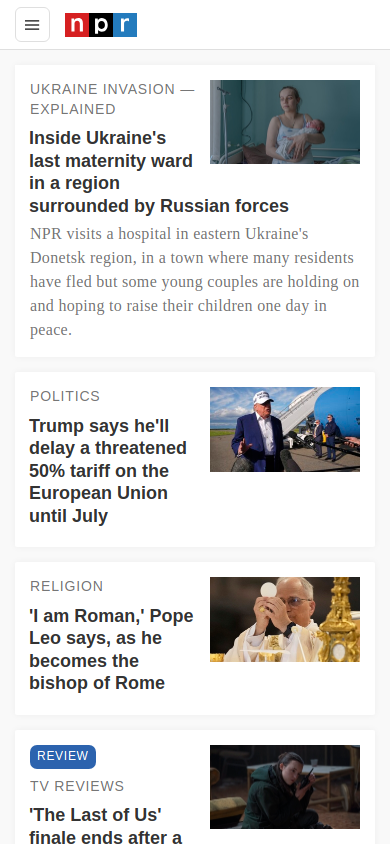 npr
UKRAINE INVASION —
EXPLAINED
Inside Ukraine's
last maternity ward
in a region
surrounded by Russian forces
NPR visits a hospital in eastern Ukraine's
Donetsk region, in a town where many residents
have fled but some young couples are holding on
and hoping to raise their children one day in
peace.
POLITICS
Trump says he'll
delay a threatened
50% tariff on the
European Union
until July
RELIGION
'I am Roman,' Pope
Leo says, as he
becomes the
bishop of Rome
REVIEW
TV REVIEWS
'The Last of Us'
finale ends after a